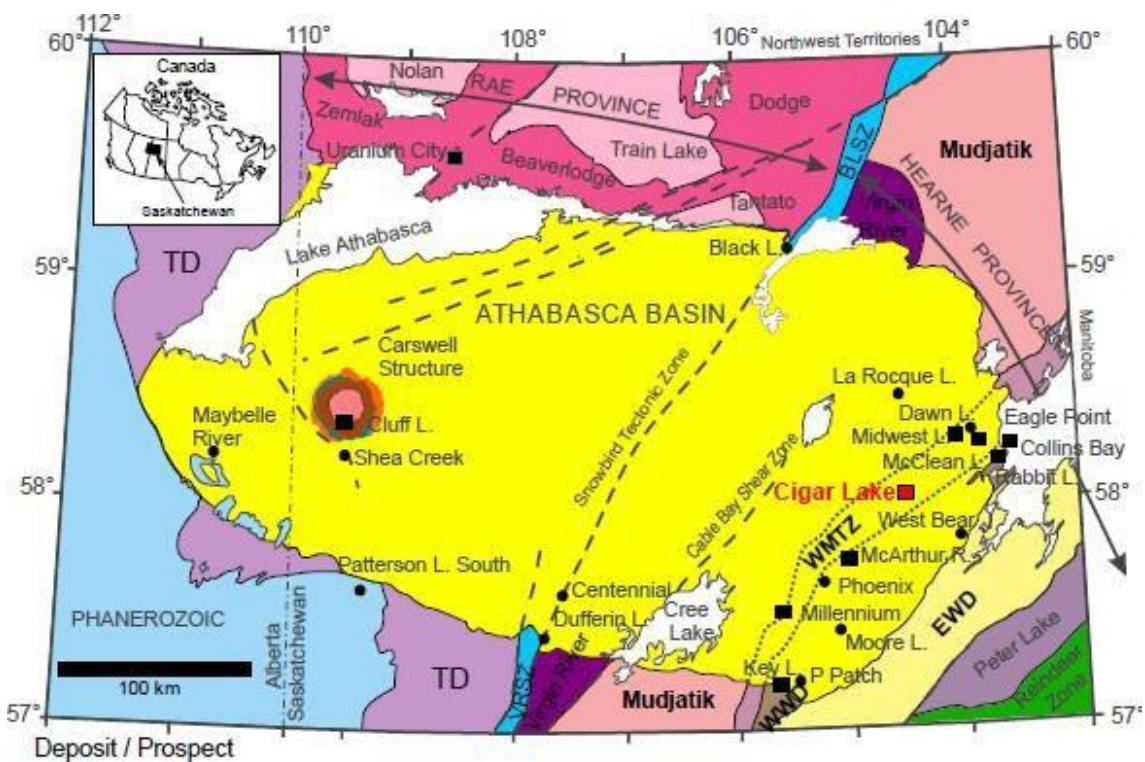 112°
110°
108°
106°
104°
60°
Northwest Territories
60°
Canada
Saskatchewan
Nolan
RAE
PROVINCE
Dodge
Zemlak
Uranium City
Beaverlodge
Train Lake
Tantato
BLSZ
Mudjatik
HEARNE PROVINCE
Virgin
River
Lake Athabasca
Black L.
TD
59°
59°
Manitoba
ATHABASCA BASIN
Carswell
Structure
Snowbird Tectonic Zone
La Rocque L.
Maybelle
River
Cluff L.
Dawn L.
Eagle Point
Midwest L.
Collins Bay
Shea Creek
McClean L.
Rabbit L.
58°
58°
Cigar Lake
Cable Bay Shear Zone
WMTZ
West Bear
McArthur R.
Patterson L. South
Phoenix
Centennial
Millennium
PHANEROZOIC
Dufferin L.
Cree
Lake
Moore L.
EWD
Peter Lake
Alberta
Saskatchewan
100 km
TD
VRSZ
Virgin River
Mudjatik
Key L.
P Patch
WWD
Reindeer
Zone
57°
57°
Deposit / Prospect